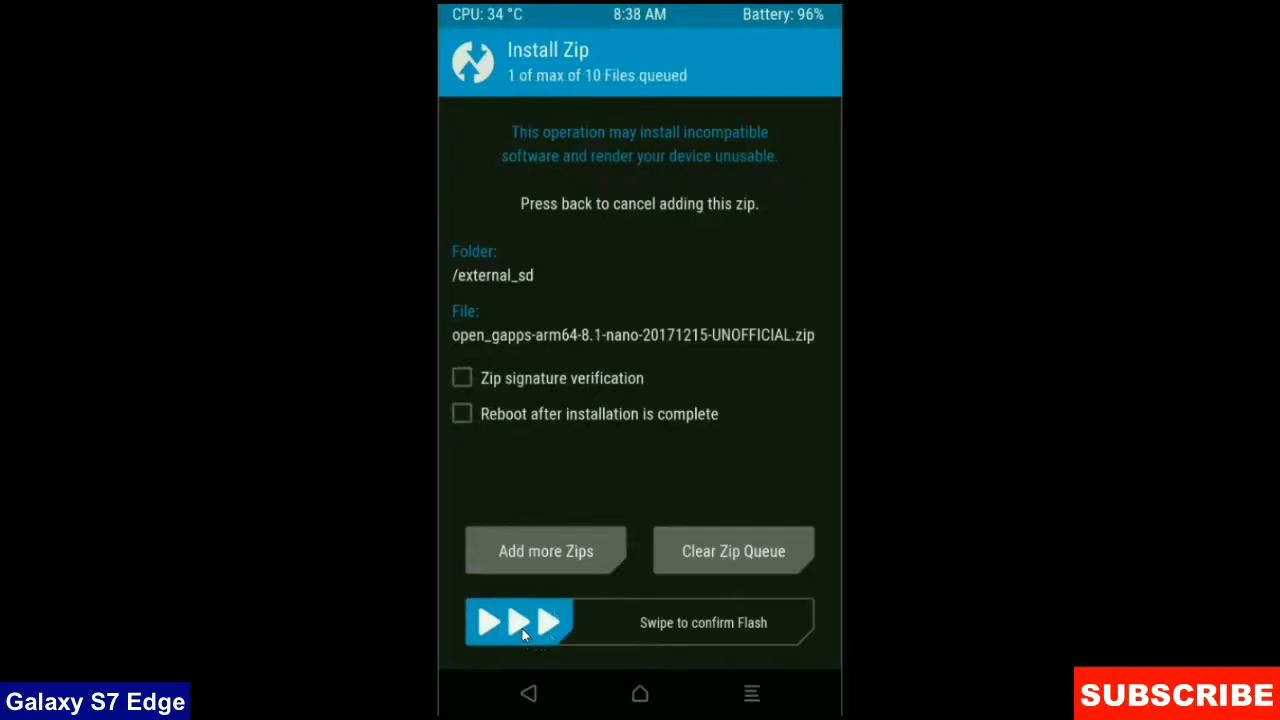 CPU: 34 °C 8:38 AM Battery: 96%
Install Zip
1 of max of 10 Files queued
This operation may install incompatible
software and render your device unusable.
Press back to cancel adding this zip.
Folder:
/external_sd
File:
open_gapps-arm64-8.1-nano-20171215-UNOFFICIAL.zip
Zip signature verification
Reboot after installation is complete
Add more Zips Clear Zip Queue
Swipe to confirm Flash
Galaxy S7 Edge
SUBSCRIBE